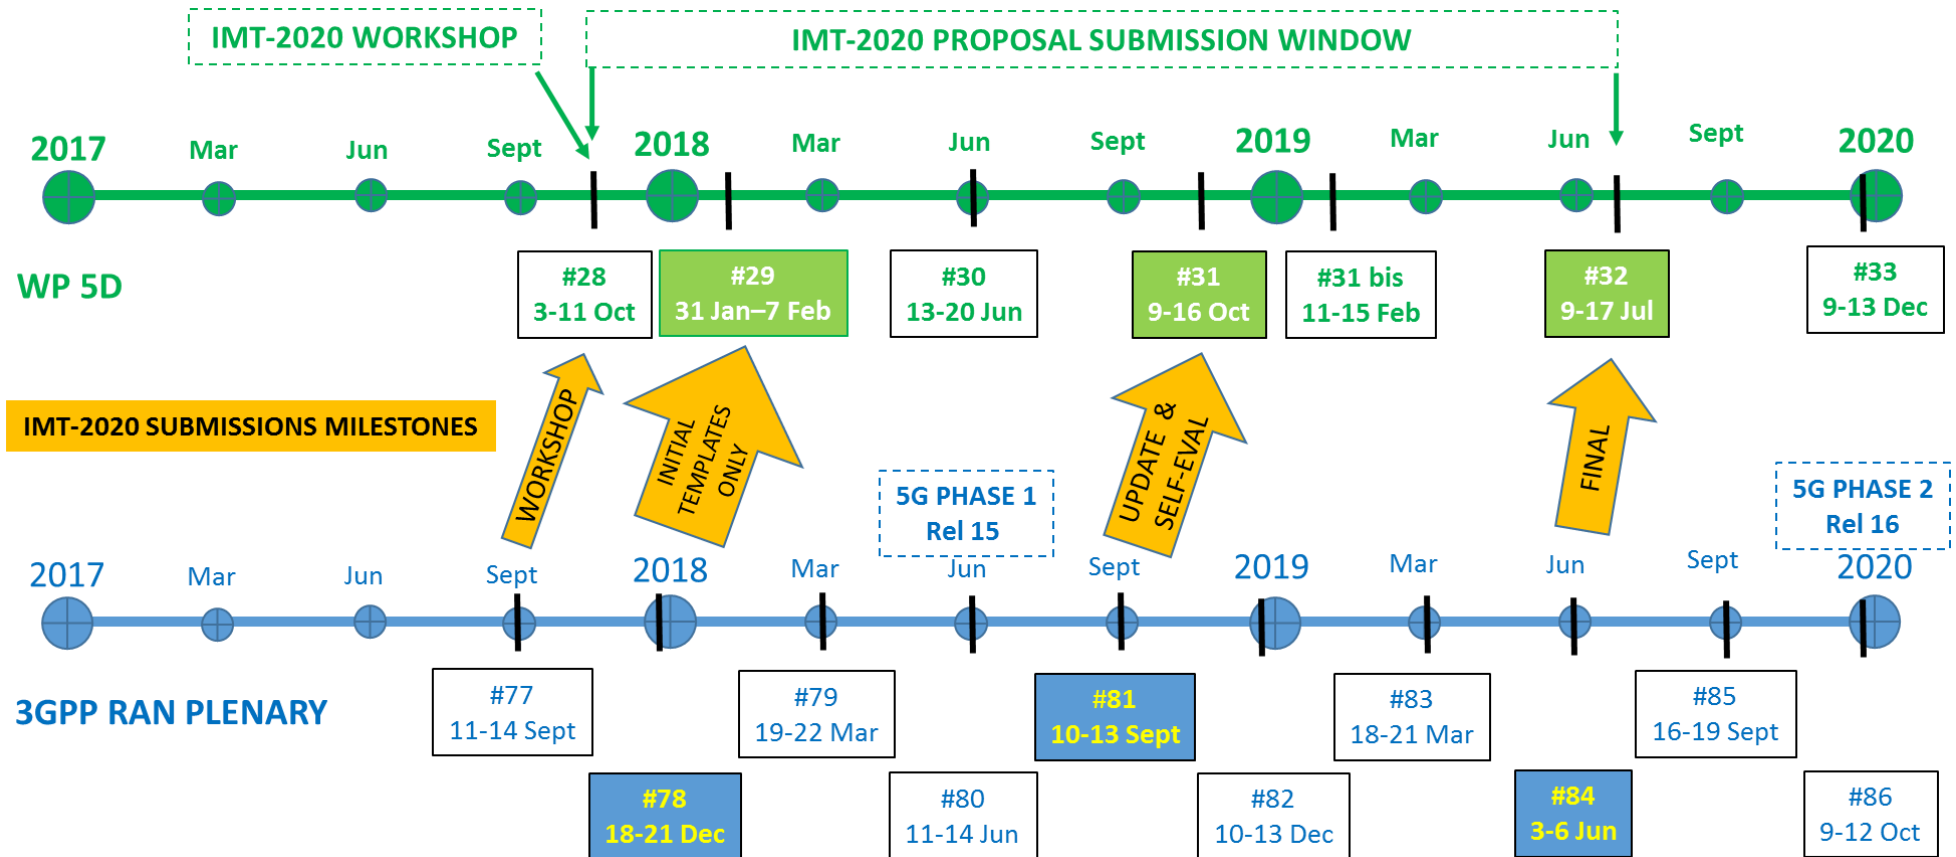 IMT-2020 WORKSHOP
IMT-2020 PROPOSAL SUBMISSION WINDOW
2017
Mar
Jun
Sept
2018
Mar
Jun
Sept
2019
Mar
Jun
Sept
2020
WP 5D
#28
3-11 Oct
#29
31 Jan–7 Feb
#30
13-20 Jun
#31
9-16 Oct
#31 bis
11-15 Feb
#32
9-17 Jul
#33
9-13 Dec
IMT-2020 SUBMISSIONS MILESTONES
WORKSHOP
INITIAL
TEMPLATES
ONLY
UPDATE &
SELF-EVAL
FINAL
5G PHASE 1
Rel 15
5G PHASE 2
Rel 16
2017
Mar
Jun
Sept
2018
Mar
Jun
Sept
2019
Mar
Jun
Sept
2020
3GPP RAN PLENARY
#77
11-14 Sept
#78
18-21 Dec
#79
19-22 Mar
#80
11-14 Jun
#81
10-13 Sept
#82
10-13 Dec
#83
18-21 Mar
#84
3-6 Jun
#85
16-19 Sept
#86
9-12 Oct